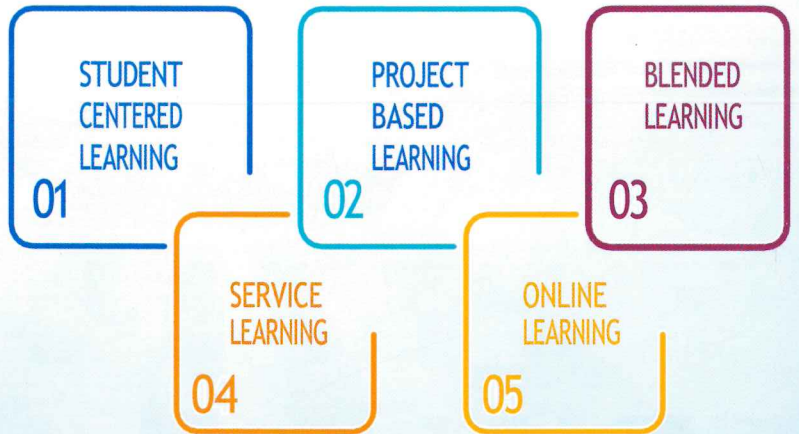 STUDENT
CENTERED
LEARNING
01
PROJECT
BASED
LEARNING
02
BLENDED
LEARNING
03
SERVICE
LEARNING
04
ONLINE
LEARNING
05